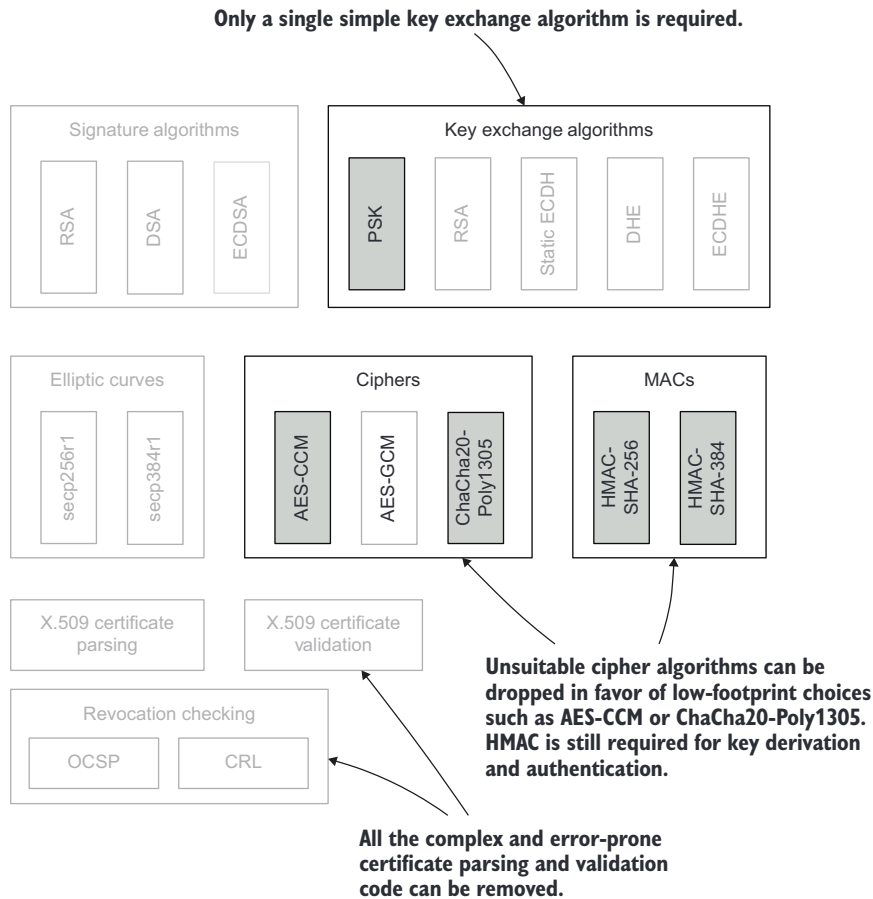 Only a single simple key exchange algorithm is required.
Signature algorithms
RSA
DSA
ECDSA
Key exchange algorithms
PSK
RSA
Static ECDH
DHE
ECDHE
Elliptic curves
secp256r1
secp384r1
Ciphers
AES-CCM
AES-GCM
ChaCha20-
Poly1305
MACs
HMAC-
SHA-256
HMAC-
SHA-384
X.509 certificate
parsing
X.509 certificate
validation
Revocation checking
OCSP
CRL
Unsuitable cipher algorithms can be
dropped in favor of low-footprint choices
such as AES-CCM or ChaCha20-Poly1305.
HMAC is still required for key derivation
and authentication.
All the complex and error-prone
certificate parsing and validation
code can be removed.